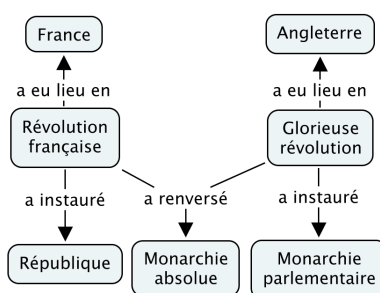 France
Angleterre
a eu lieu en
a eu lieu en
Révolution
française
Glorieuse
révolution
a instauré
a renversé
a instauré
République
Monarchie
absolue
Monarchie
parlementaire